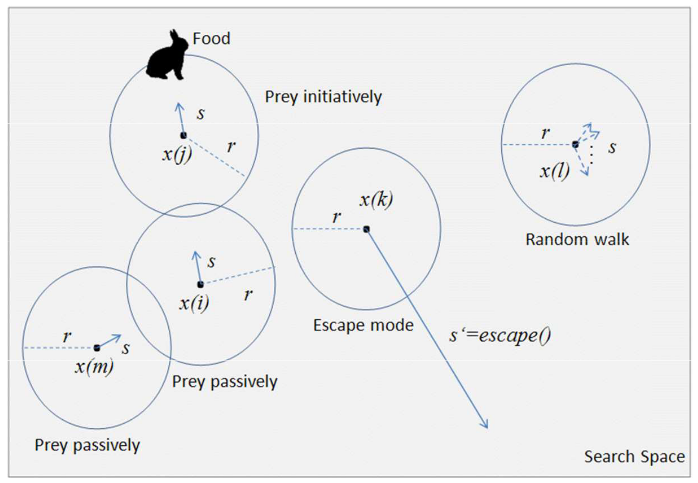 Food
Prey initiatively
s
r
x(j)
r
s
x(l)
Random walk
x(k)
r
Escape mode
s‘=escape()
s
r
x(i)
Prey passively
r
s
x(m)
Prey passively
Search Space